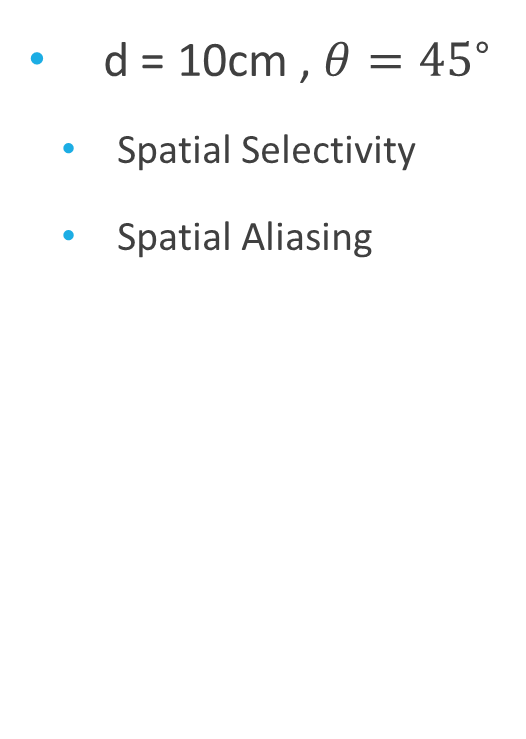 • d = 10cm , 𝜃 = 45°
• Spatial Selectivity
• Spatial Aliasing